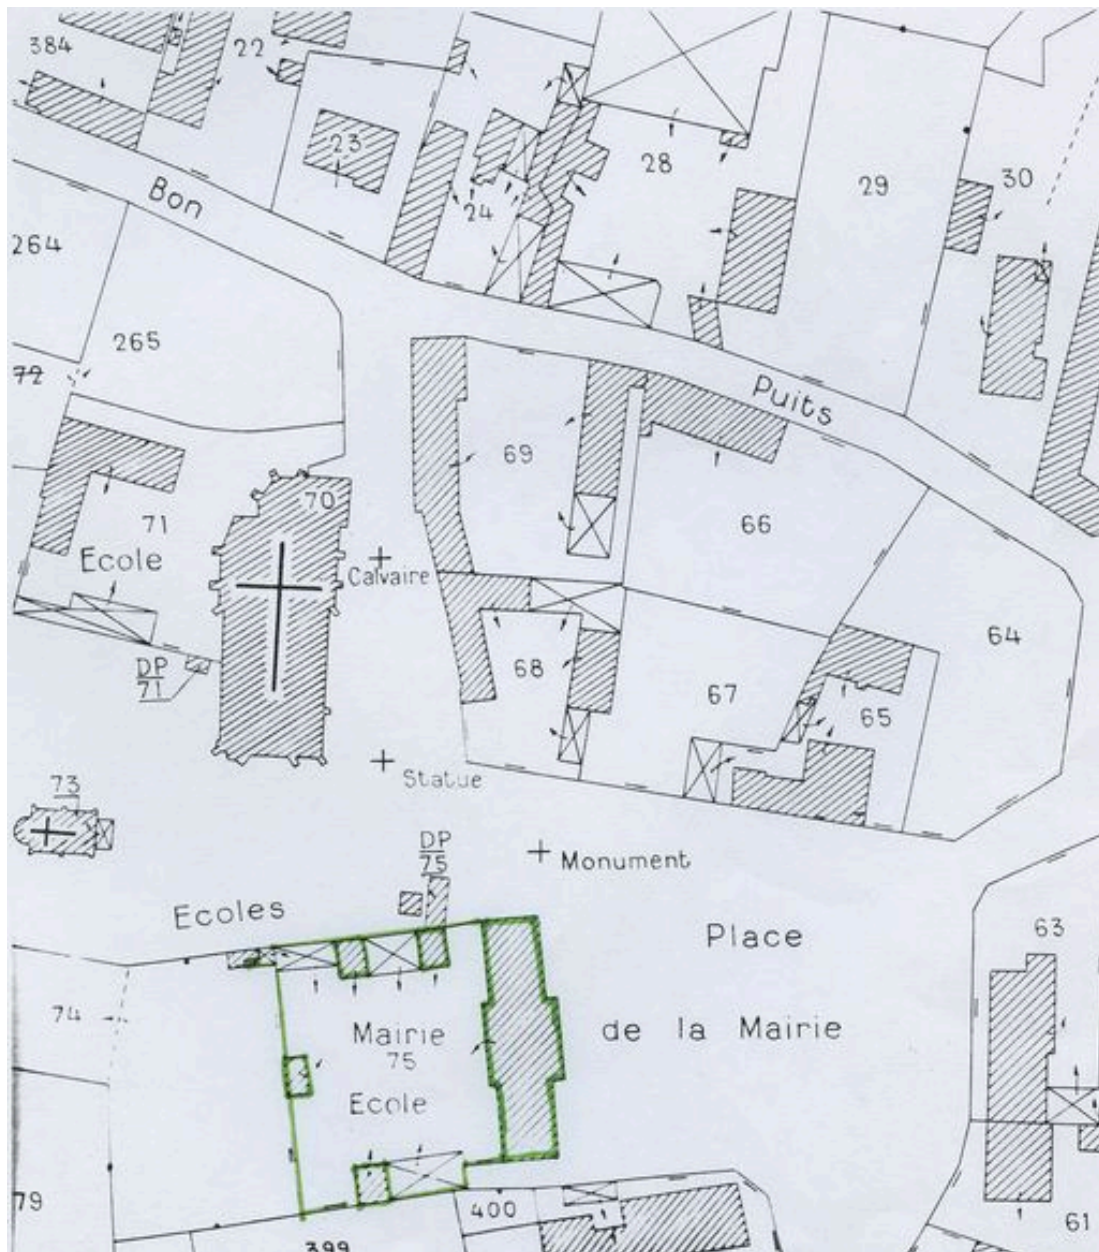 384
22
23
24
28
29
30
Bon
264
265
72
Puits
69
70
66
71
Ecole
Calvaire
64
DP
71
68
67
65
Statue
73
DP
75
Monument
Ecoles
Place
63
74
Mairie
75
de la Mairie
Ecole
79
400
61
399